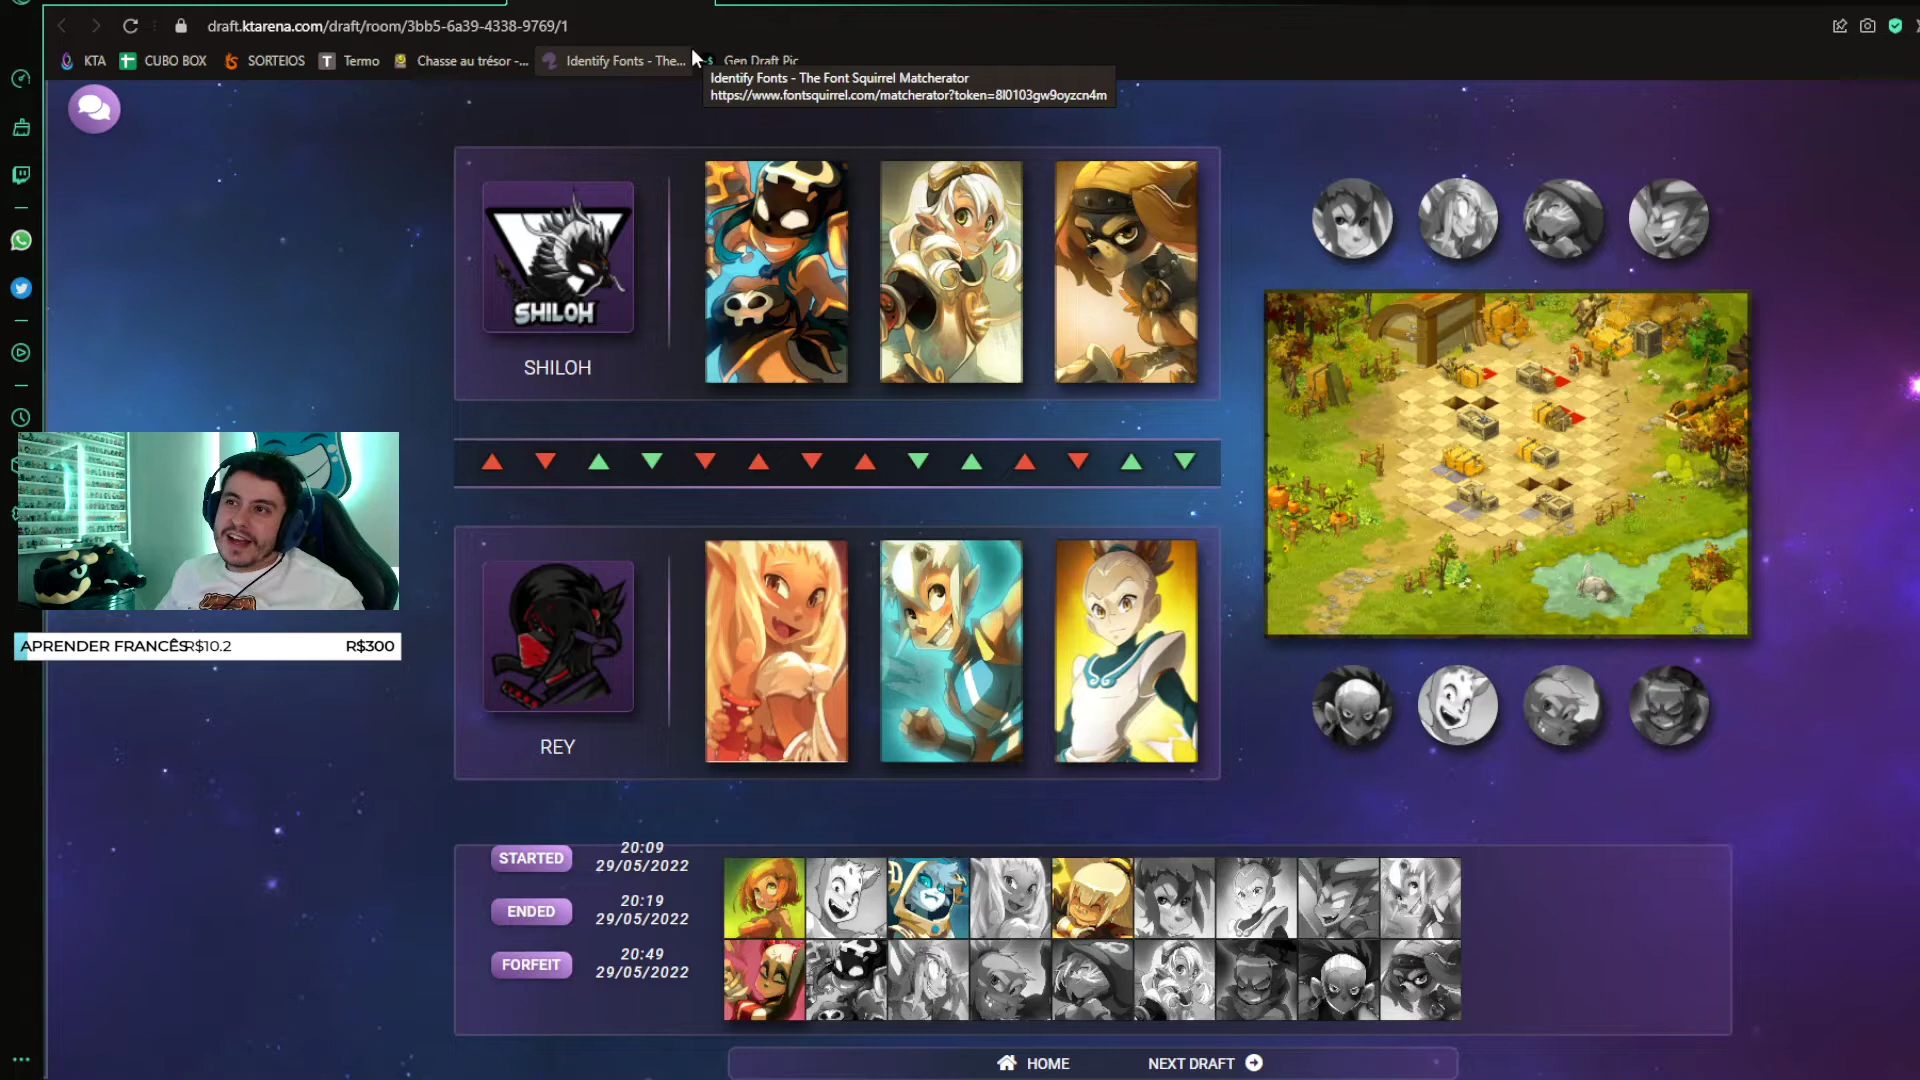 draft.ktarena.com/draft/room/3bb5-6a39-4338-9769/1
KTA
CUBO BOX
SORTEIOS
T Termo
Chasse au trésor -...
Identify Fonts - The...
Gen Draft Pic
Identify Fonts - The Font Squirrel Matcherator
https://www.fontsquirrel.com/matcherator?token=8l0103gw9oyzcn4m
SHILOH
SHILOH
REY
APRENDER FRANCÊS R$10.2 R$300
STARTED 20:09
29/05/2022
ENDED 20:19
29/05/2022
FORFEIT 20:49
29/05/2022
HOME
NEXT DRAFT